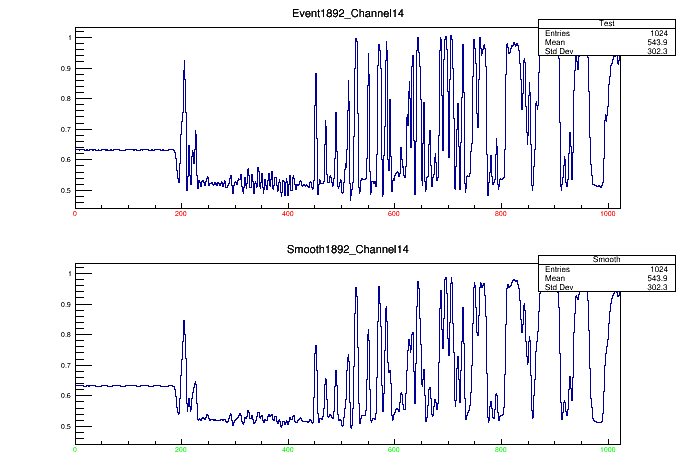 Event1892_Channel14
Test
Entries 1024
Mean 543.9
Std Dev 302.3
1
0.9
0.8
0.7
0.6
0.5
0 200 400 600 800 1000
Smooth1892_Channel14
Smooth
Entries 1024
Mean 543.9
Std Dev 302.3
1
0.9
0.8
0.7
0.6
0.5
0 200 400 600 800 1000